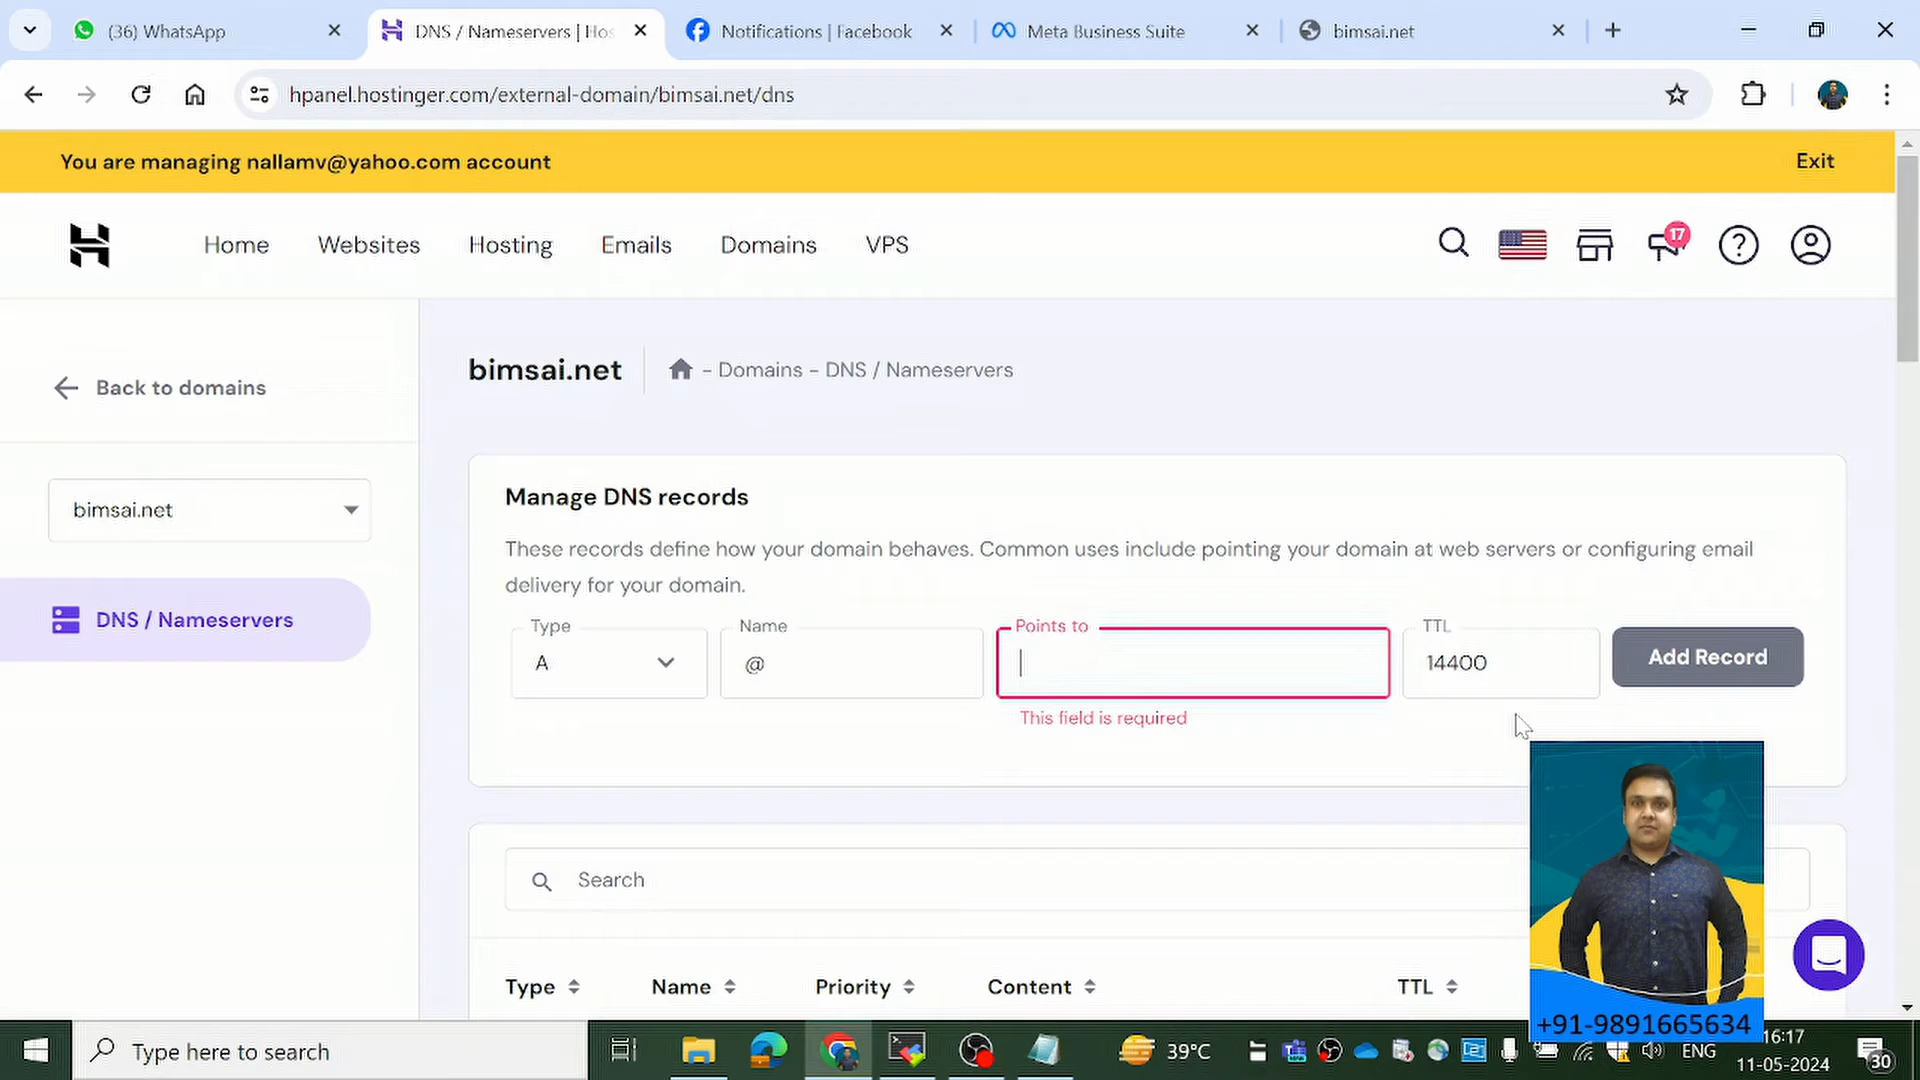 (36) WhatsApp
DNS / Nameservers | Hos
Notifications | Facebook
Meta Business Suite
bimsai.net
hpanel.hostinger.com/external-domain/bimsai.net/dns
You are managing nallamv@yahoo.com account
Exit
Home
Websites
Hosting
Emails
Domains
VPS
17
Back to domains
bimsai.net
- Domains - DNS / Nameservers
bimsai.net
DNS / Nameservers
Manage DNS records
These records define how your domain behaves. Common uses include pointing your domain at web servers or configuring email
delivery for your domain.
Type
Name
Points to
TTL
A
@
14400
Add Record
This field is required
Search
Type
Name
Priority
Content
TTL
+91-9891665634
Type here to search
39°C
ENG
16:17
11-05-2024
30